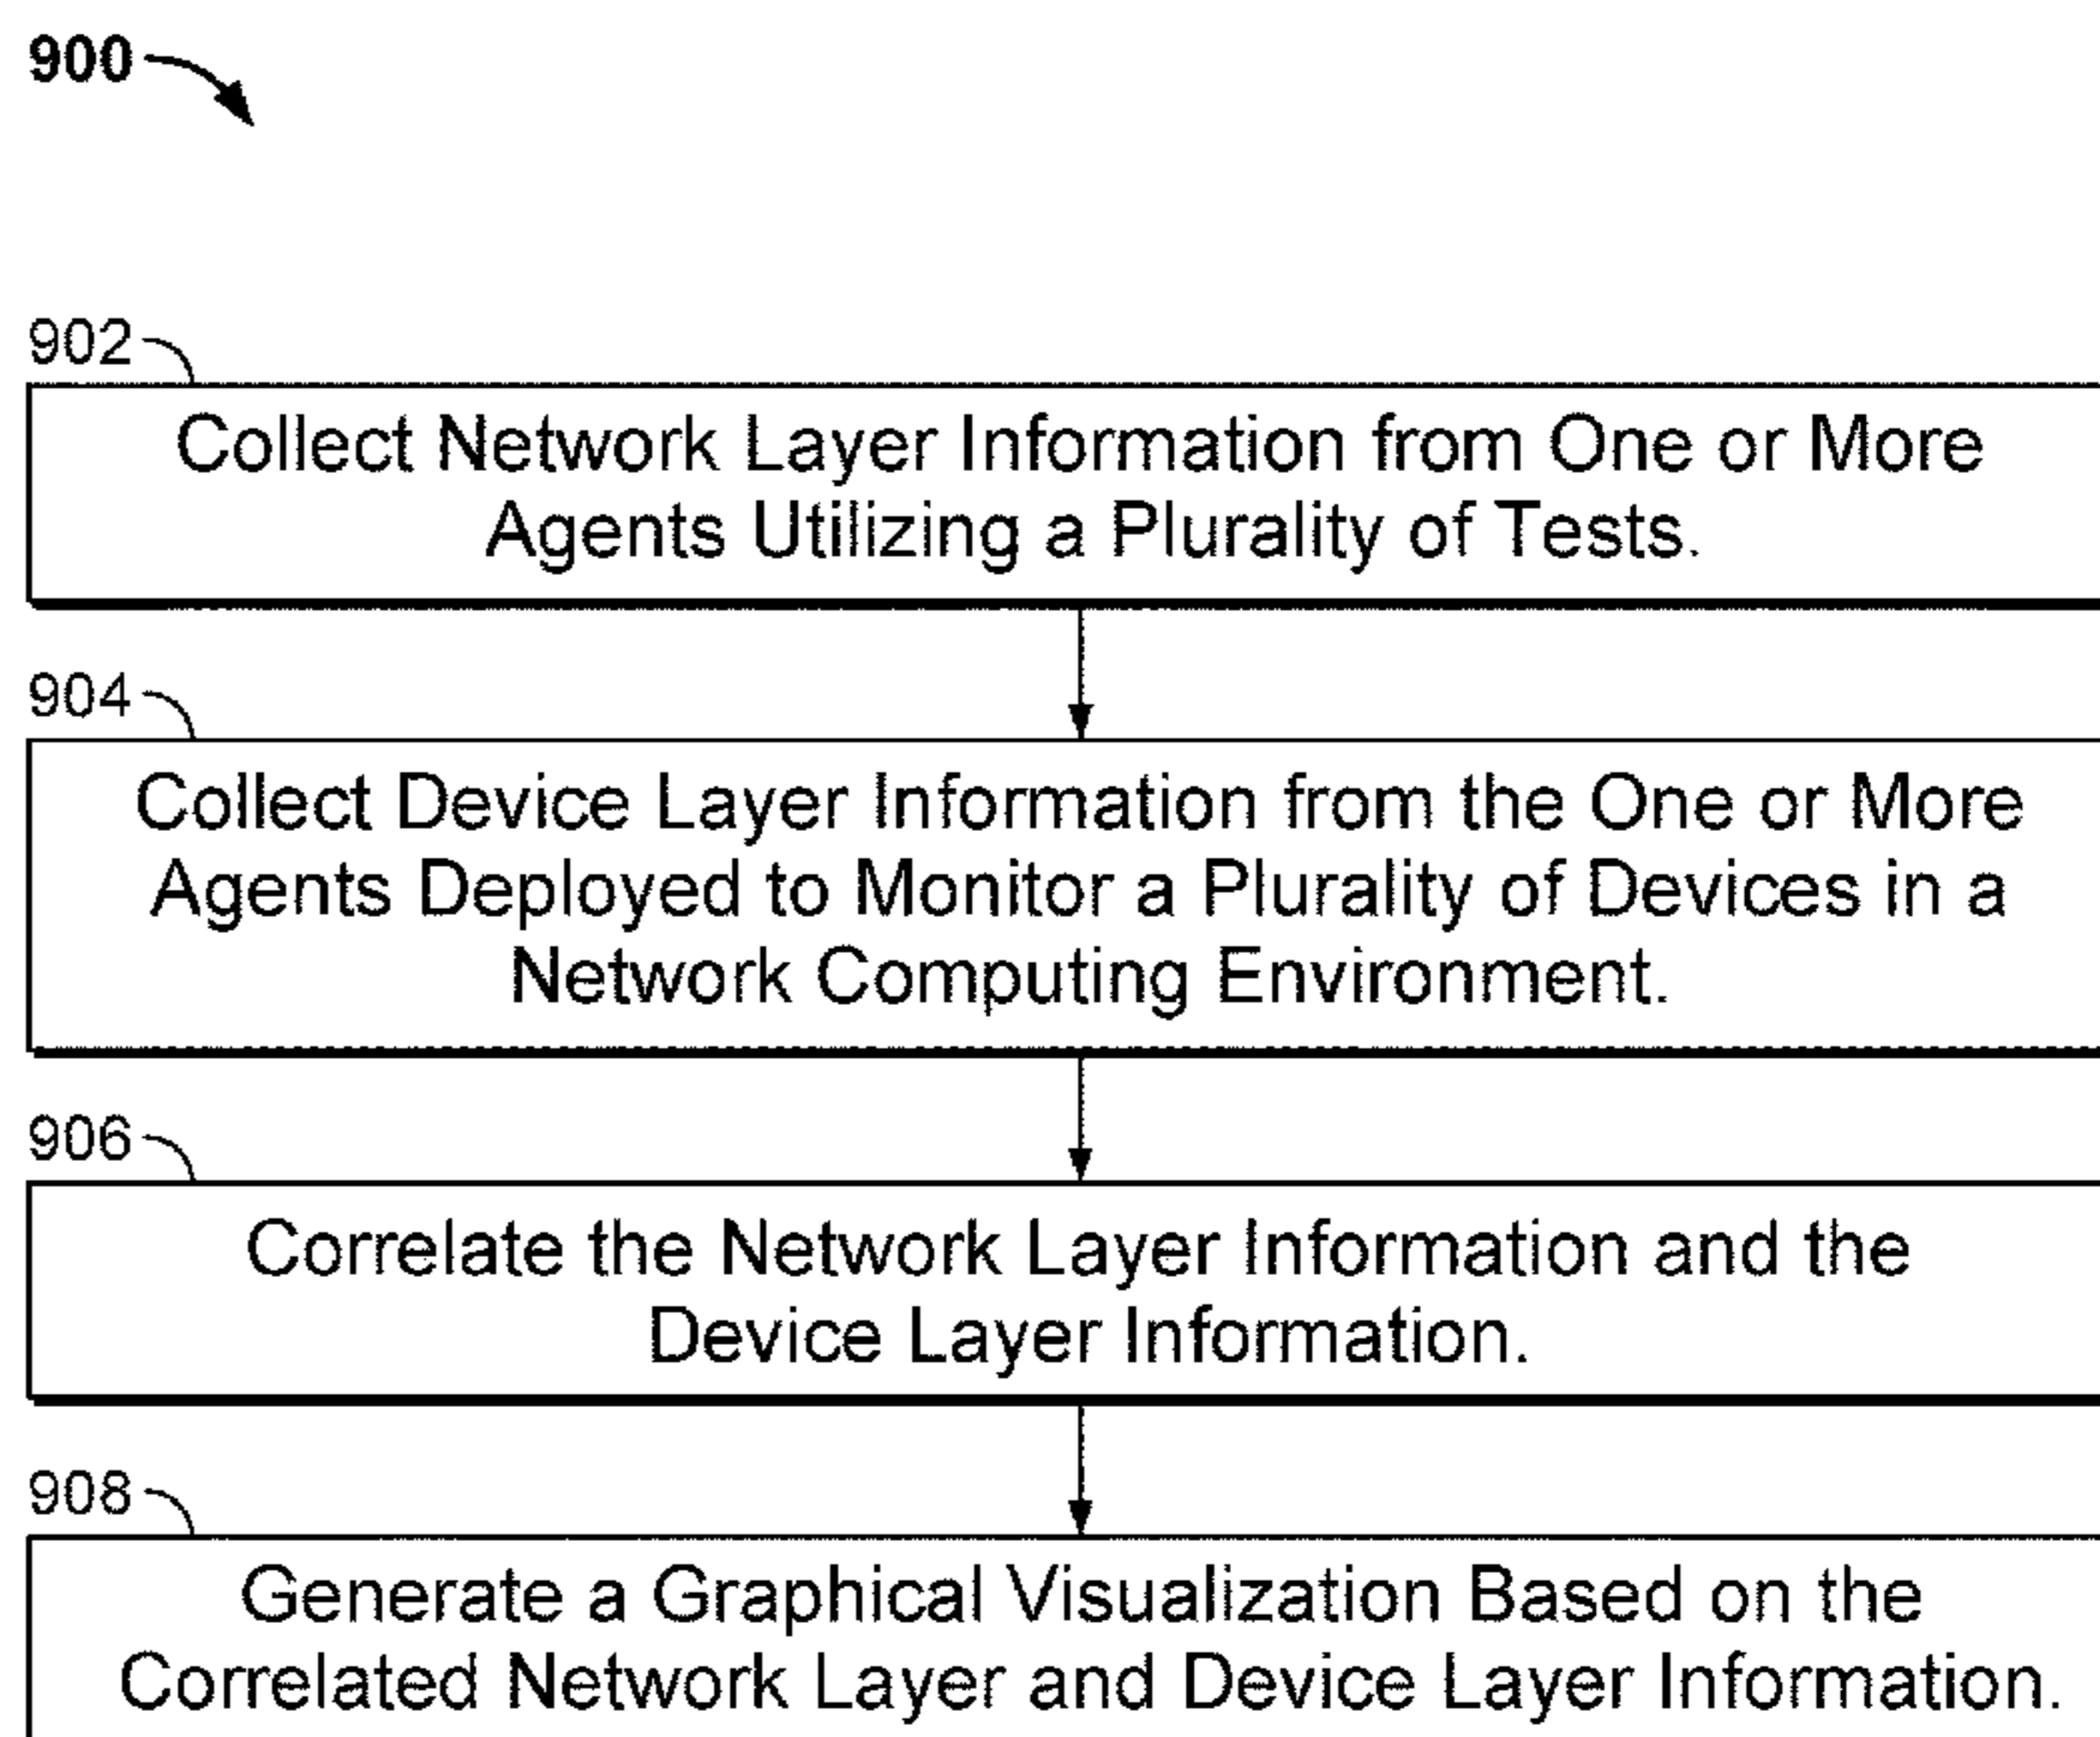 900
902
Collect Network Layer Information from One or More
Agents Utilizing a Plurality of Tests.
904
Collect Device Layer Information from the One or More
Agents Deployed to Monitor a Plurality of Devices in a
Network Computing Environment.
906
Correlate the Network Layer Information and the
Device Layer Information.
908
Generate a Graphical Visualization Based on the
Correlated Network Layer and Device Layer Information.